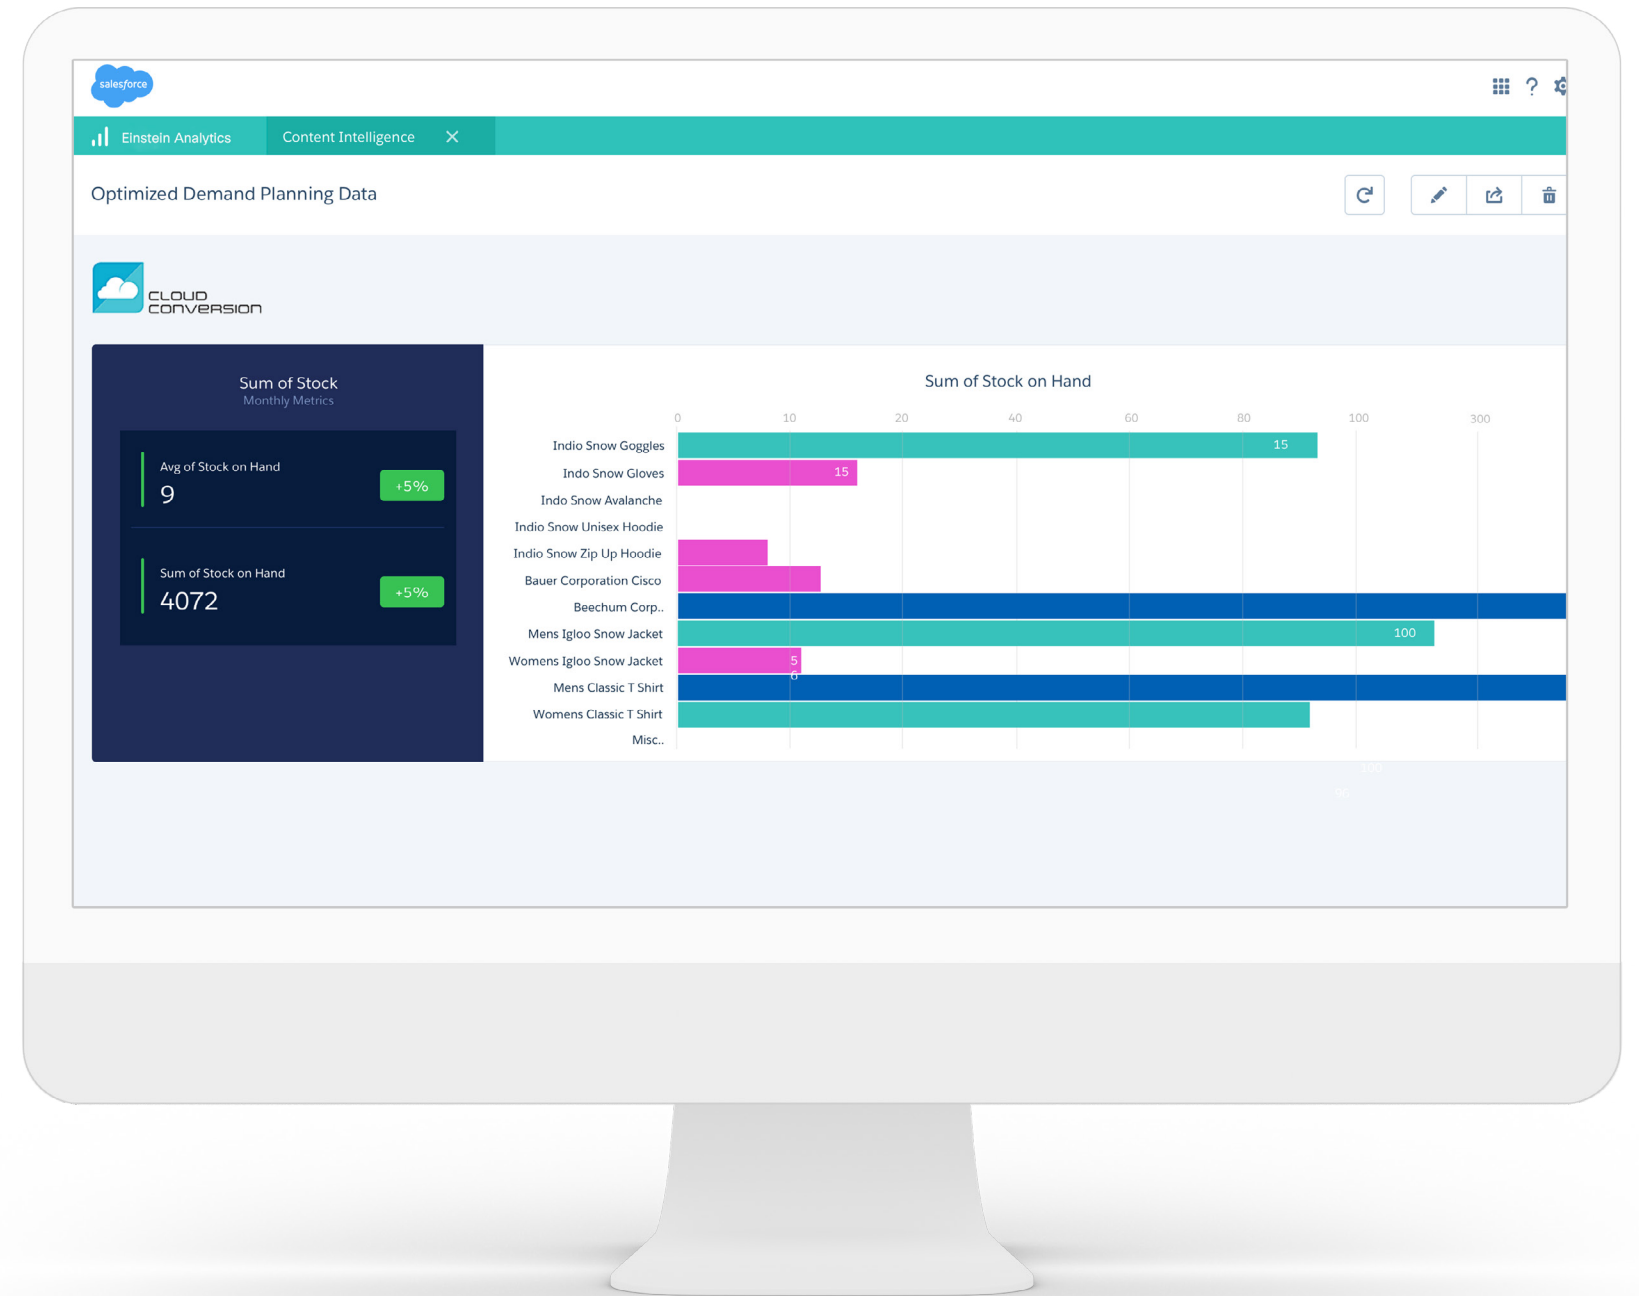 salesforce
?
Einstein Analytics
Content Intelligence
Optimized Demand Planning Data
CLOUD
CONVERSION
Sum of Stock
Monthly Metrics
Avg of Stock on Hand
9
+5%
Sum of Stock on Hand
4072
+5%
Sum of Stock on Hand
0 10 20 40 60 80 100 300
Indio Snow Goggles 15
Indo Snow Gloves 15
Indo Snow Avalanche
Indio Snow Unisex Hoodie
Indio Snow Zip Up Hoodie
Bauer Corporation Cisco
Beechum Corp..
Mens Igloo Snow Jacket 100
Womens Igloo Snow Jacket 5
6
Mens Classic T Shirt
Womens Classic T Shirt
Misc..
100